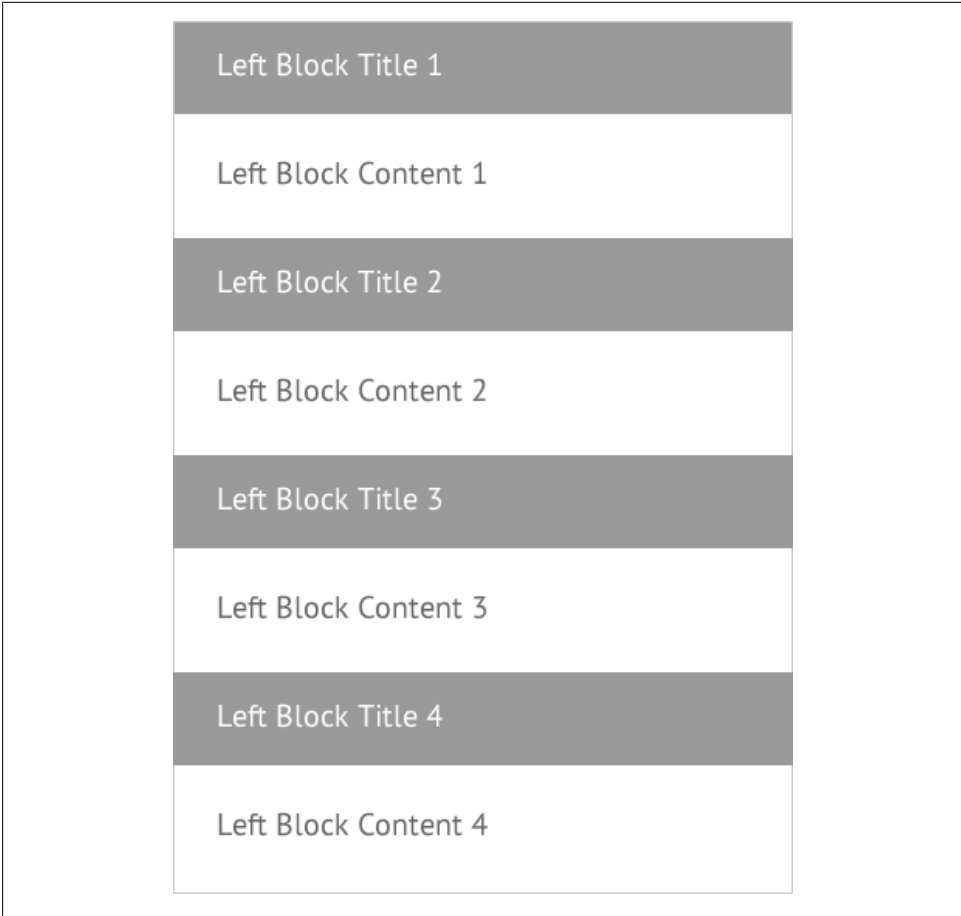 Left Block Title 1
Left Block Content 1
Left Block Title 2
Left Block Content 2
Left Block Title 3
Left Block Content 3
Left Block Title 4
Left Block Content 4